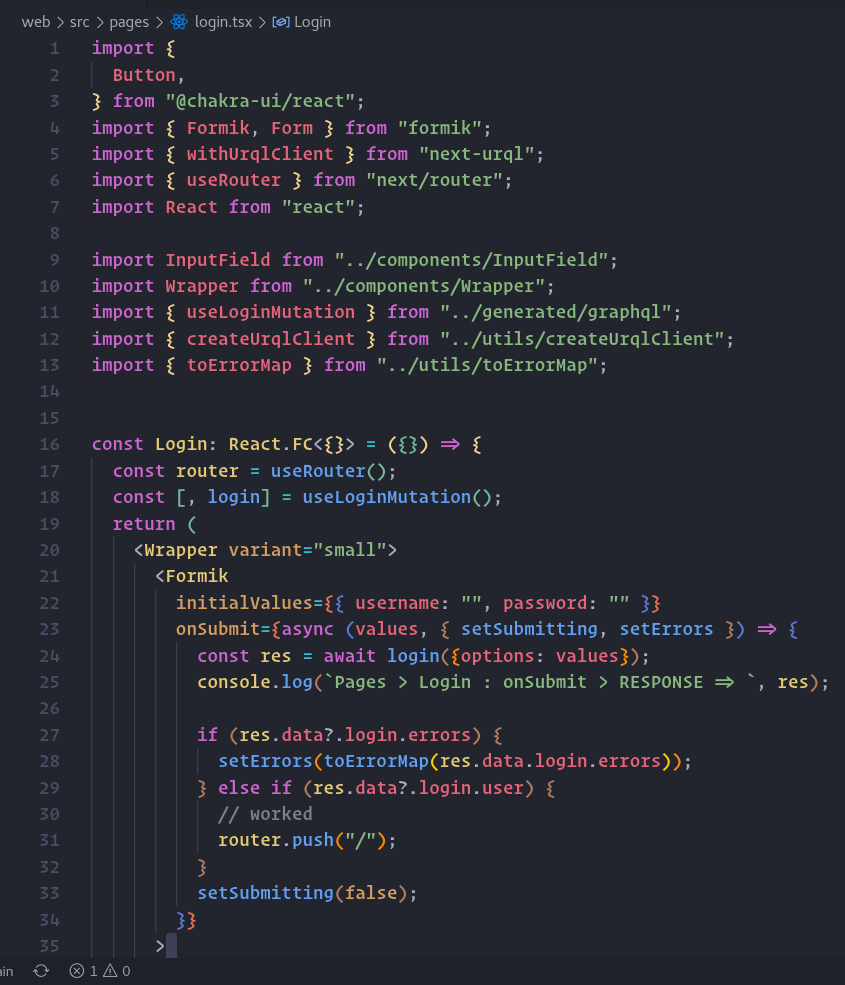 web > src > pages > login.tsx > Login
1 import {
2 Button,
3 } from "@chakra-ui/react";
4 import { Formik, Form } from "formik";
5 import { withUrqlClient } from "next-urql";
6 import { useRouter } from "next/router";
7 import React from "react";
8
9 import InputField from "../components/InputField";
10 import Wrapper from "../components/Wrapper";
11 import { useLoginMutation } from "../generated/graphql";
12 import { createUrqlClient } from "../utils/createUrqlClient";
13 import { toErrorMap } from "../utils/toErrorMap";
14
15
16 const Login: React.FC<{}> = ({}) => {
17 const router = useRouter();
18 const [, login] = useLoginMutation();
19 return (
20 <Wrapper variant="small">
21 <Formik
22 initialValues={{ username: "", password: "" }}
23 onSubmit={async (values, { setSubmitting, setErrors }) => {
24 const res = await login({options: values});
25 console.log(`Pages > Login : onSubmit > RESPONSE => `, res);
26
27 if (res.data?.login.errors) {
28 setErrors(toErrorMap(res.data.login.errors));
29 } else if (res.data?.login.user) {
30 // worked
31 router.push("/");
32 }
33 setSubmitting(false);
34 }}
35 >
ain 1 0